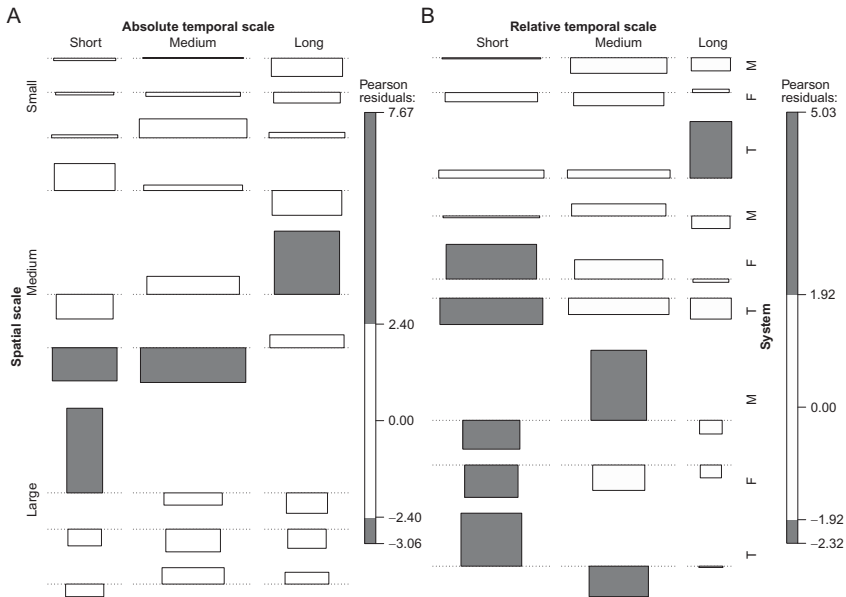 A
Absolute temporal scale
Short Medium Long
Spatial scale
Small
Medium
Large
Pearson
residuals:
7.67
2.40
0.00
−2.40
−3.06
B
Relative temporal scale
Short Medium Long
M
F
T
M
F
T
M
F
T
System
Pearson
residuals:
5.03
1.92
0.00
−1.92
−2.32